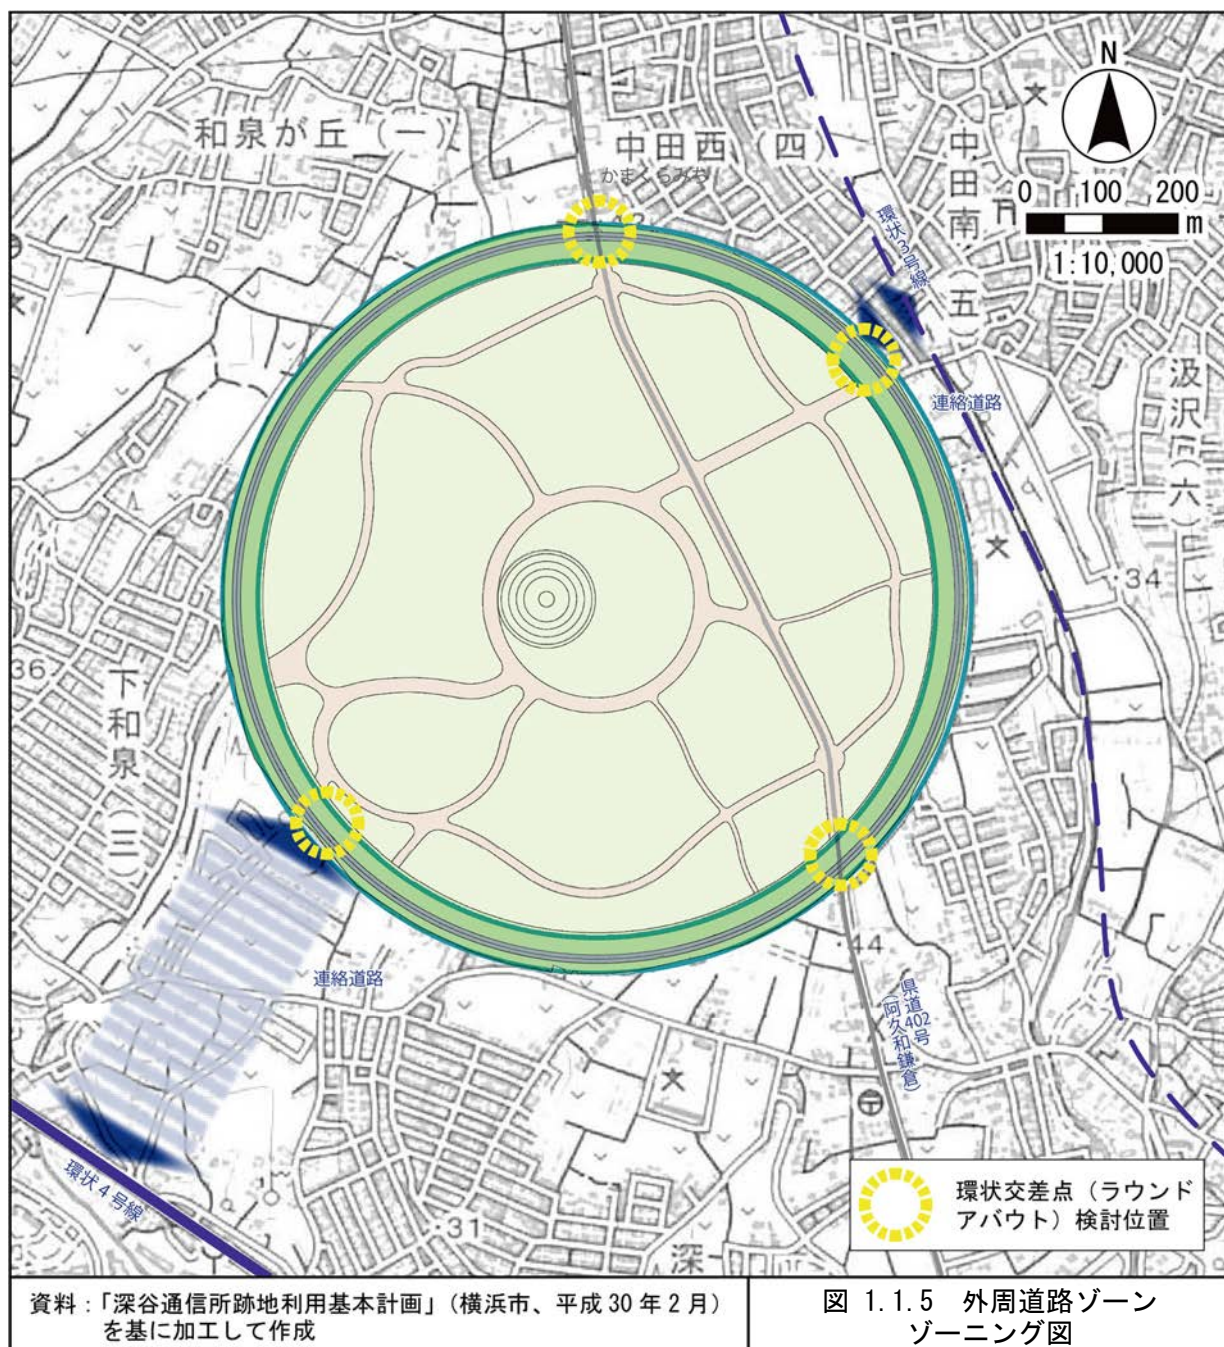 N
和泉が丘(一)
中田西(四)
かまくらみち
中田南(五)
0 100 200
m
1:10,000
環状3号線
汲沢(六)
連絡道路
34
36
下和泉(三)
44
連絡道路
県道402号
(阿久和鎌倉)
環状4号線
31
深
環状交差点(ラウンド
アバウト)検討位置
資料:「深谷通信所跡地利用基本計画」(横浜市、平成30年2月)
を基に加工して作成
図 1.1.5 外周道路ゾーン
ゾーニング図